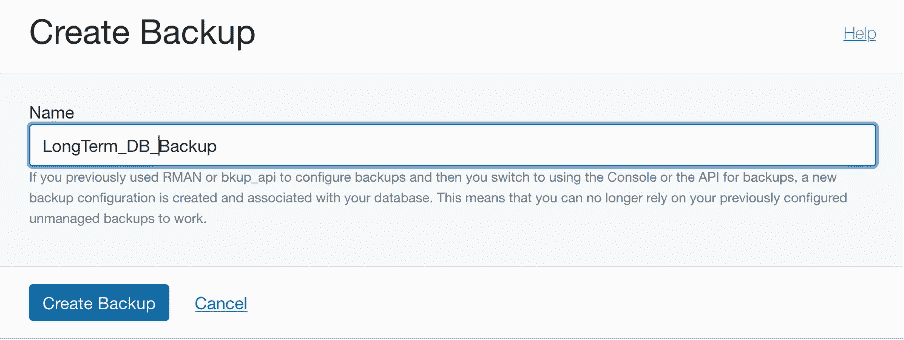 Create Backup
Help
Name
LongTerm_DB_Backup
If you previously used RMAN or bkup_api to configure backups and then you switch to using the Console or the API for backups, a new
backup configuration is created and associated with your database. This means that you can no longer rely on your previously configured
unmanaged backups to work.
Create Backup
Cancel